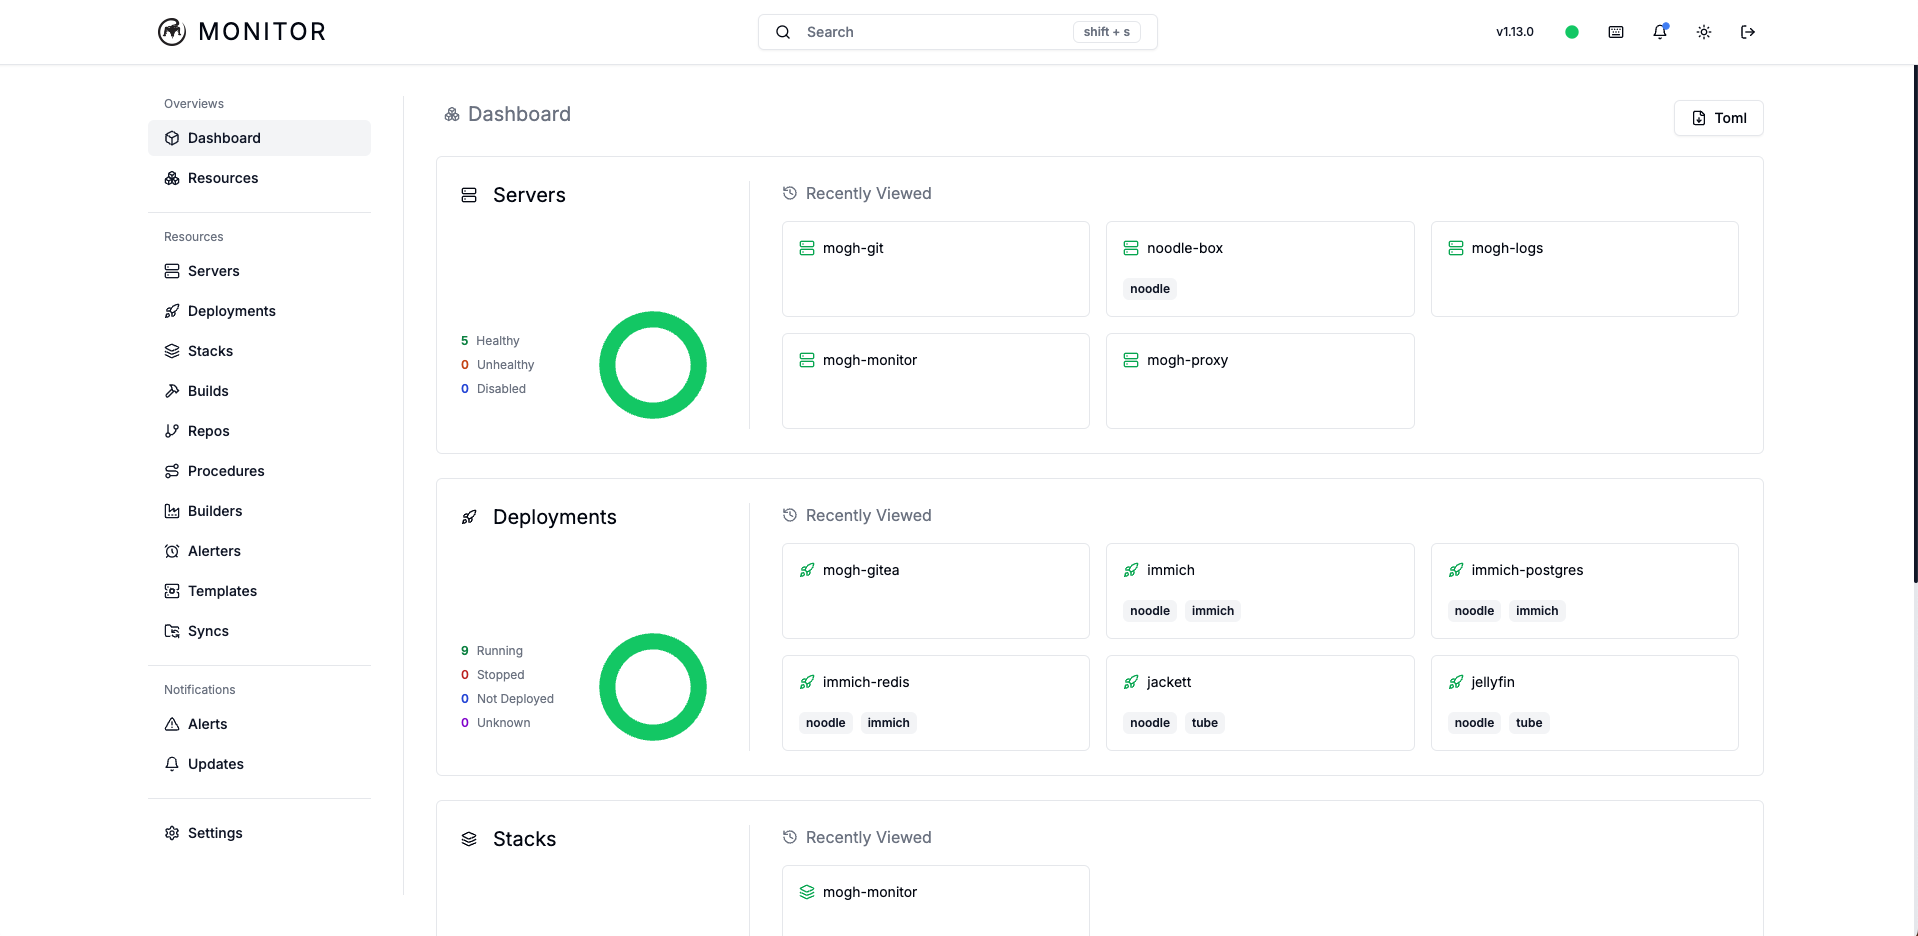 MONITOR
Search
shift + s
v1.13.0
Overviews
Dashboard
Resources
Resources
Servers
Deployments
Stacks
Builds
Repos
Procedures
Builders
Alerters
Templates
Syncs
Notifications
Alerts
Updates
Settings
Dashboard
Toml
Servers
5 Healthy
0 Unhealthy
0 Disabled
Recently Viewed
mogh-git
noodle-box
noodle
mogh-logs
mogh-monitor
mogh-proxy
Deployments
9 Running
0 Stopped
0 Not Deployed
0 Unknown
Recently Viewed
mogh-gitea
immich
noodle immich
immich-postgres
noodle immich
immich-redis
noodle immich
jackett
noodle tube
jellyfin
noodle tube
Stacks
Recently Viewed
mogh-monitor